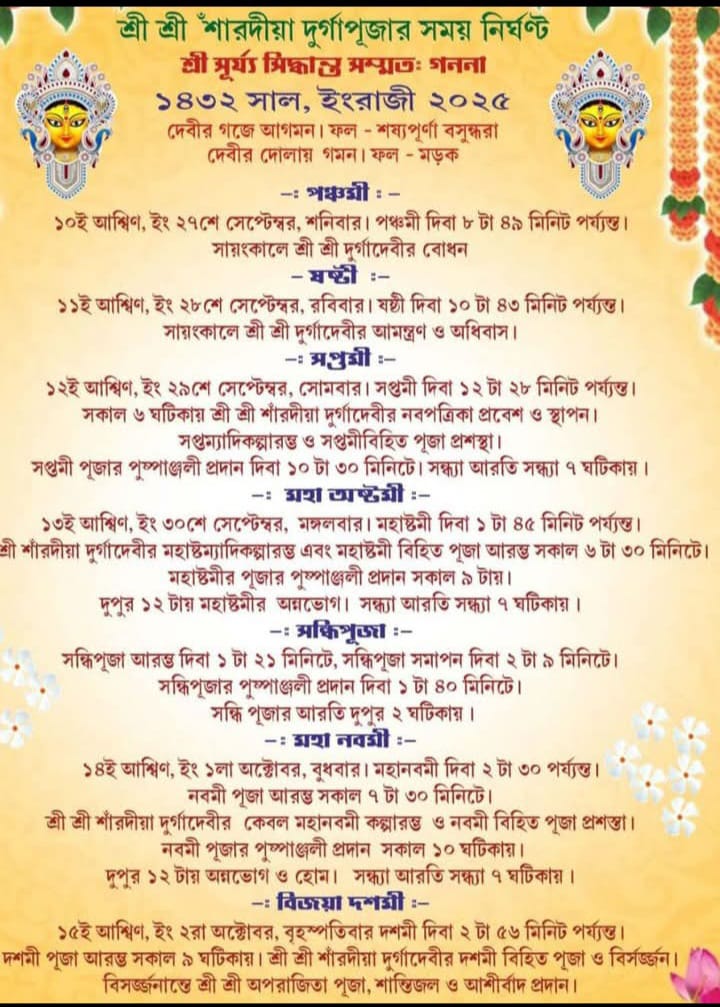 শ্রী শ্রী শাঁরদীয়া দুর্গাপূজার সময় নির্ঘণ্ট
শ্রী সূর্য্য সিদ্ধান্ত সম্মতঃ গননা
১৪৩২ সাল, ইংরাজী ২০২৫
দেবীর গজে আগমন। ফল - শষ্যপূর্ণা বসুন্ধরা
দেবীর দোলায় গমন। ফল - মড়ক
-: পঞ্চমী : -
১০ই আশ্বিণ, ইং ২৭শে সেপ্টেম্বর, শনিবার। পঞ্চমী দিবা ৮ টা ৪৯ মিনিট পর্য্যন্ত।
সায়ংকালে শ্রী শ্রী দুর্গাদেবীর বোধন
- ষষ্ঠী :-
১১ই আশ্বিণ, ইং ২৮শে সেপ্টেম্বর, রবিবার। ষষ্ঠী দিবা ১০ টা ৪৩ মিনিট পর্য্যন্ত।
সায়ংকালে শ্রী শ্রী দুর্গাদেবীর আমন্ত্রণ ও অধিবাস।
-: সপ্তমী :-
১২ই আশ্বিণ, ইং ২৯শে সেপ্টেম্বর, সোমবার। সপ্তমী দিবা ১২ টা ২৮ মিনিট পর্য্যন্ত।
সকাল ৬ ঘটিকায় শ্রী শ্রী শাঁরদীয়া দুর্গাদেবীর নবপত্রিকা প্রবেশ ও স্থাপন।
সপ্তম্যাদিকল্পারম্ভ ও সপ্তমীবিহিত পূজা প্রশস্থা।
সপ্তমী পূজার পুষ্পাঞ্জলী প্রদান দিবা ১০ টা ৩০ মিনিটে। সন্ধ্যা আরতি সন্ধ্যা ৭ ঘটিকায়।
-: মহা অষ্টমী :-
১৩ই আশ্বিণ, ইং ৩০শে সেপ্টেম্বর, মঙ্গলবার। মহাষ্টমী দিবা ১ টা ৪৫ মিনিট পর্য্যন্ত।
শ্রী শাঁরদীয়া দুর্গাদেবীর মহাষ্টম্যাদিকল্পারম্ভ এবং মহাষ্টমী বিহিত পূজা আরম্ভ সকাল ৬ টা ৩০ মিনিটে।
মহাষ্টমীর পূজার পুষ্পাঞ্জলী প্রদান সকাল ৯ টায়।
দুপুর ১২ টায় মহাষ্টমীর অন্নভোগ। সন্ধ্যা আরতি সন্ধ্যা ৭ ঘটিকায়।
-: সন্ধিপূজা :-
সন্ধিপূজা আরম্ভ দিবা ১ টা ২১ মিনিটে, সন্ধিপূজা সমাপন দিবা ২ টা ৯ মিনিটে।
সন্ধিপূজার পুষ্পাঞ্জলী প্রদান দিবা ১ টা ৪০ মিনিটে।
সন্ধি পূজার আরতি দুপুর ২ ঘটিকায়।
-: মহা নবমী :-
১৪ই আশ্বিণ, ইং ১লা অক্টোবর, বুধবার। মহানবমী দিবা ২ টা ৩০ পর্য্যন্ত।
নবমী পূজা আরম্ভ সকাল ৭ টা ৩০ মিনিটে।
শ্রী শ্রী শাঁরদীয়া দুর্গাদেবীর কেবল মহানবমী কল্পারম্ভ ও নবমী বিহিত পূজা প্রশস্তা।
নবমী পূজার পুষ্পাঞ্জলী প্রদান সকাল ১০ ঘটিকায়।
দুপুর ১২ টায় অন্নভোগ ও হোম। সন্ধ্যা আরতি সন্ধ্যা ৭ ঘটিকায়।
-: বিজয়া দশমী :-
১৫ই আশ্বিণ, ইং ২রা অক্টোবর, বৃহস্পতিবার দশমী দিবা ২ টা ৫৬ মিনিট পর্য্যন্ত।
দশমী পূজা আরম্ভ সকাল ৯ ঘটিকায়। শ্রী শ্রী শাঁরদীয়া দুর্গাদেবীর দশমী বিহিত পূজা ও বির্সর্জ্জন।
বিসর্জ্জনান্তে শ্রী শ্রী অপরাজিতা পূজা, শান্তিজল ও আশীর্বাদ প্রদান।